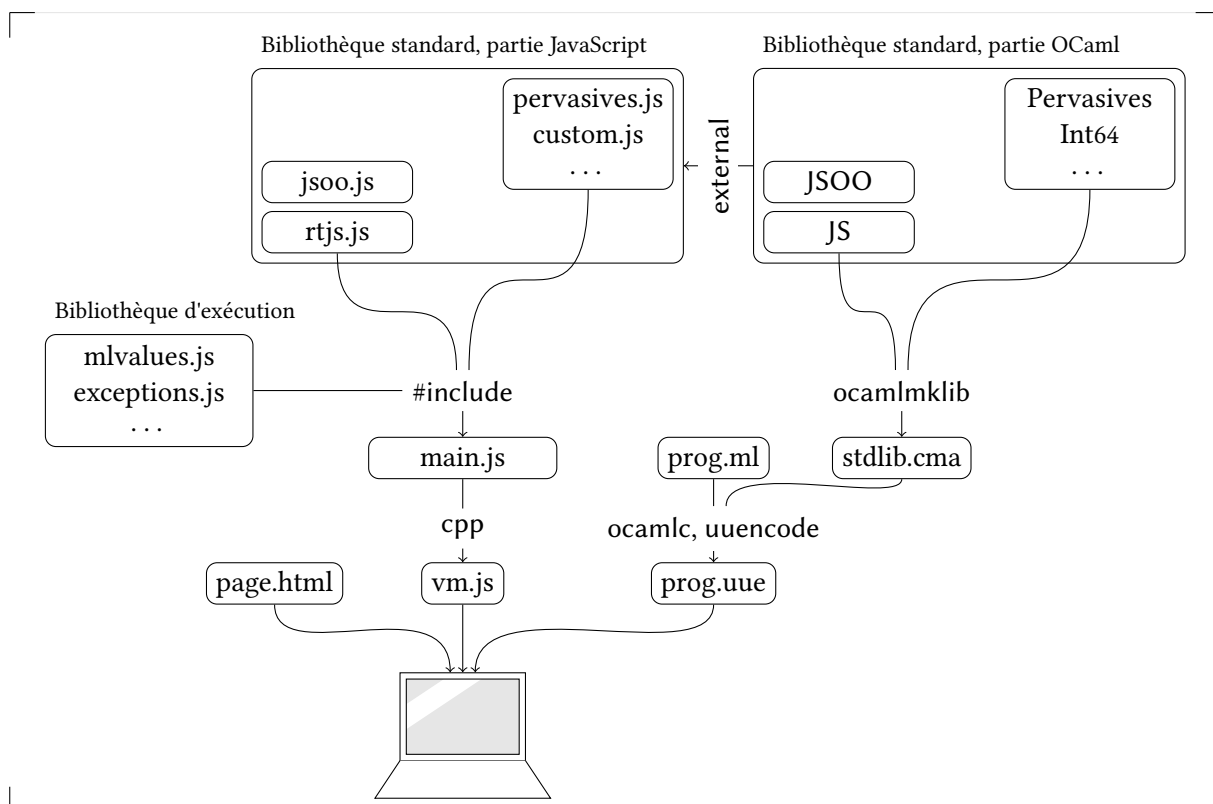 Bibliothèque standard, partie JavaScript
pervasives.js
custom.js
. . .
jsoo.js
rtjs.js
external
Bibliothèque standard, partie OCaml
Pervasives
Int64
. . .
JSOO
JS
Bibliothèque d'exécution
mlvalues.js
exceptions.js
. . .
#include
ocamlmklib
main.js
prog.ml
stdlib.cma
cpp
ocamlc, uuencode
page.html
vm.js
prog.uue